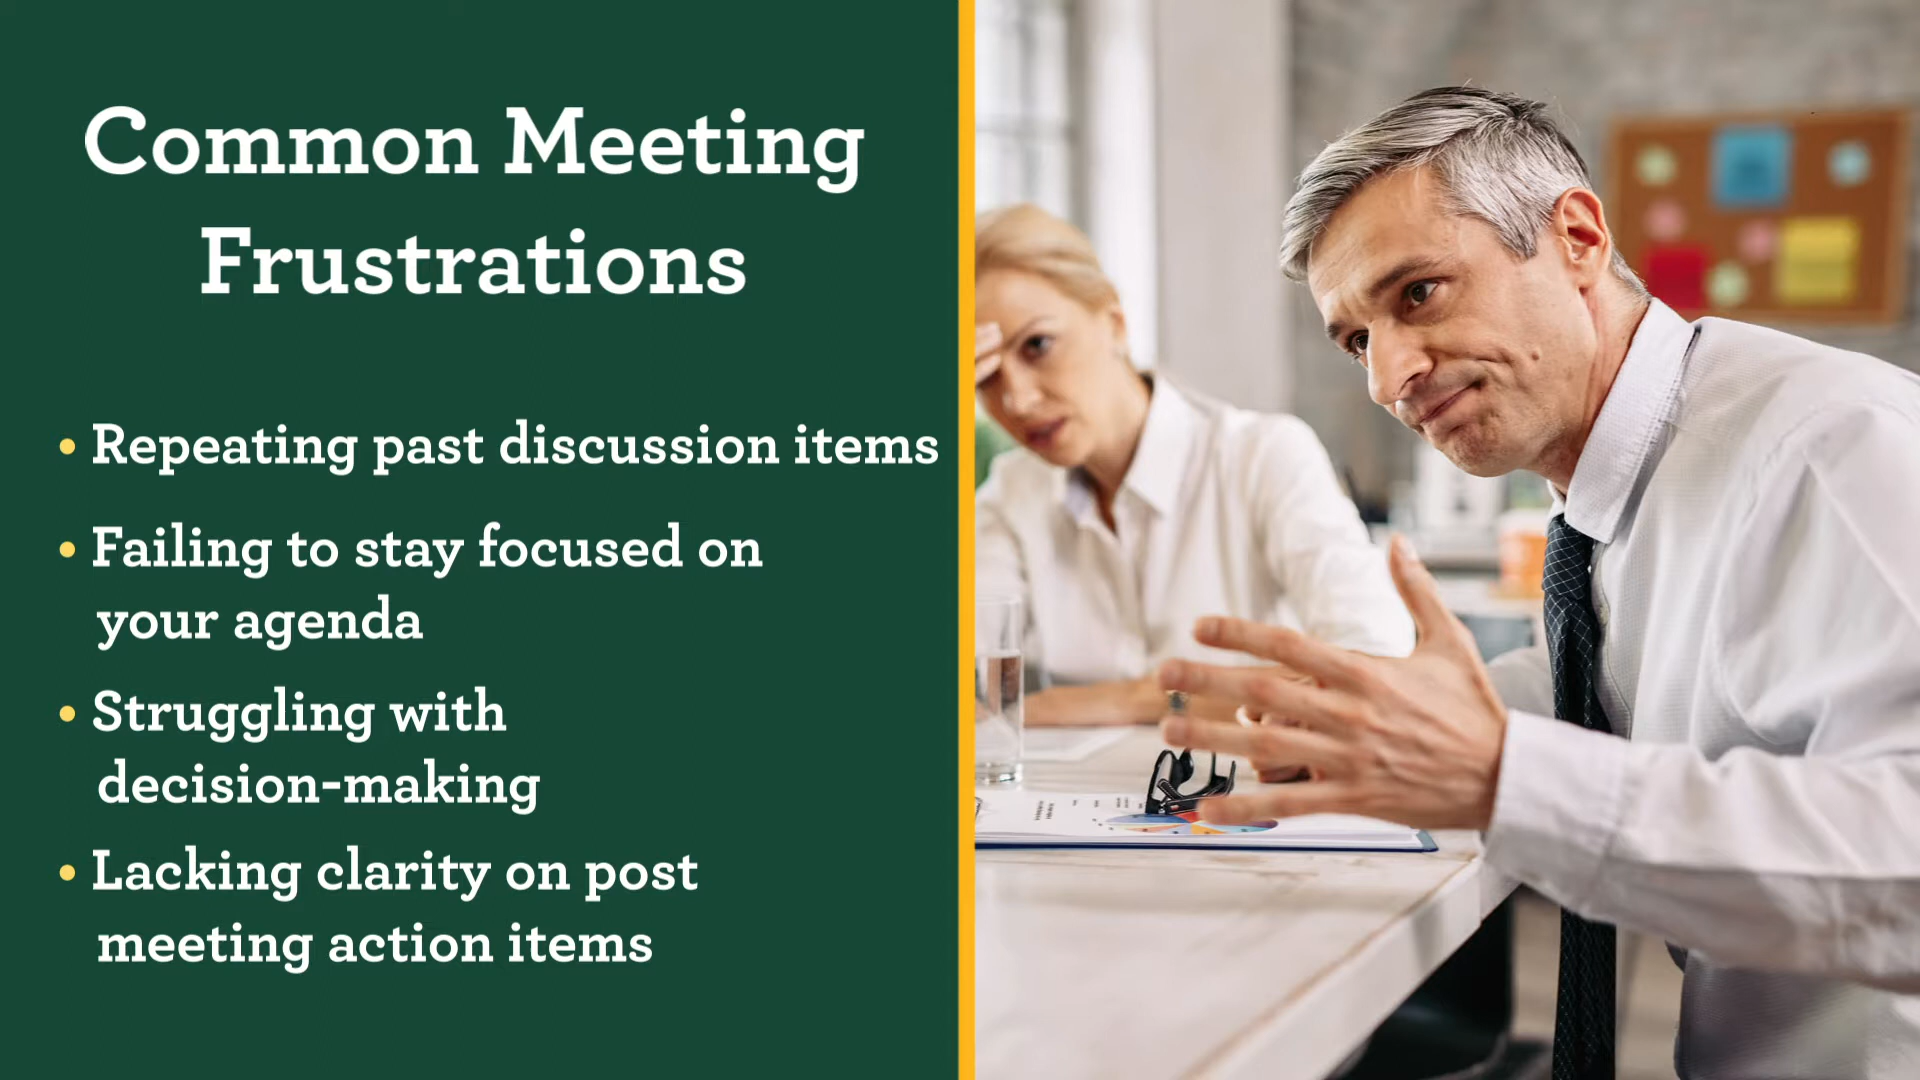 Common Meeting
Frustrations
• Repeating past discussion items
• Failing to stay focused on
your agenda
• Struggling with
decision-making
• Lacking clarity on post
meeting action items